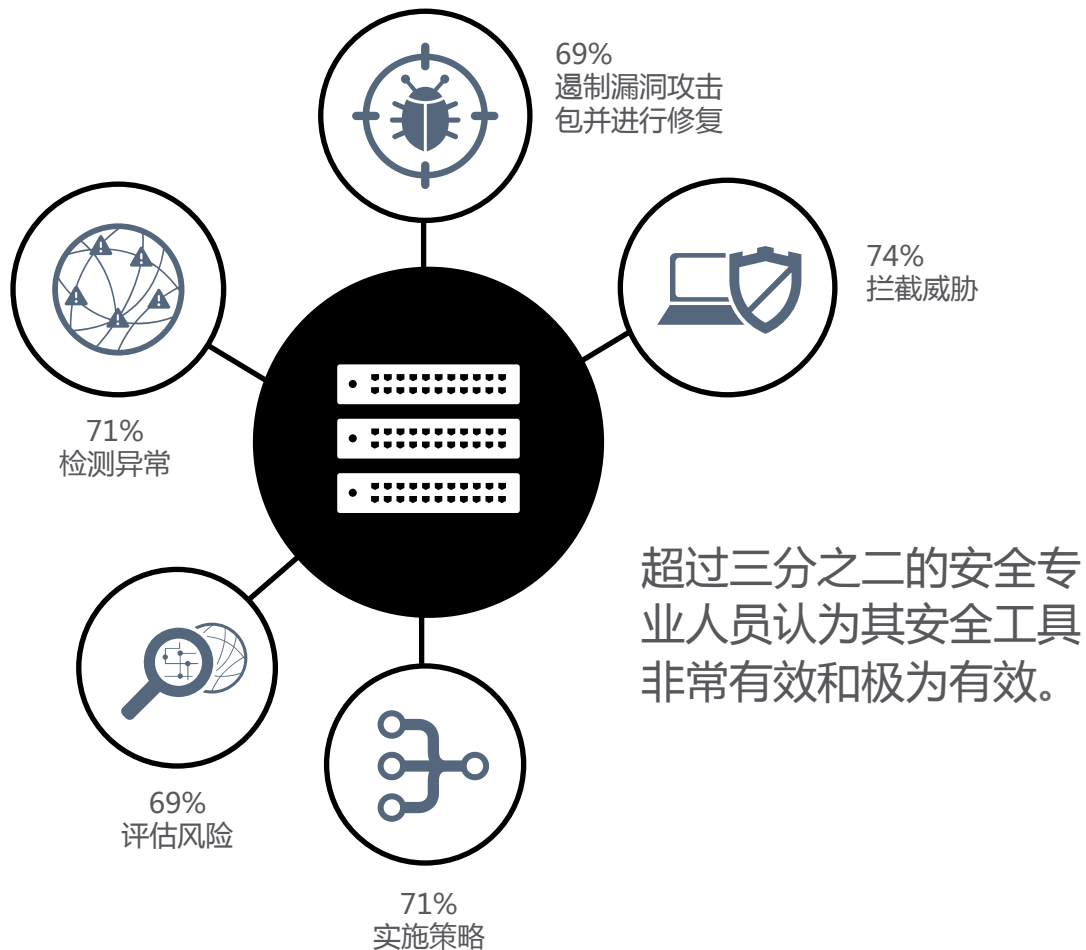 69%
遏制漏洞攻击
包并进行修复
74%
拦截威胁
71%
检测异常
超过三分之二的安全专
业人员认为其安全工具
非常有效和极为有效。
69%
评估风险
71%
实施策略